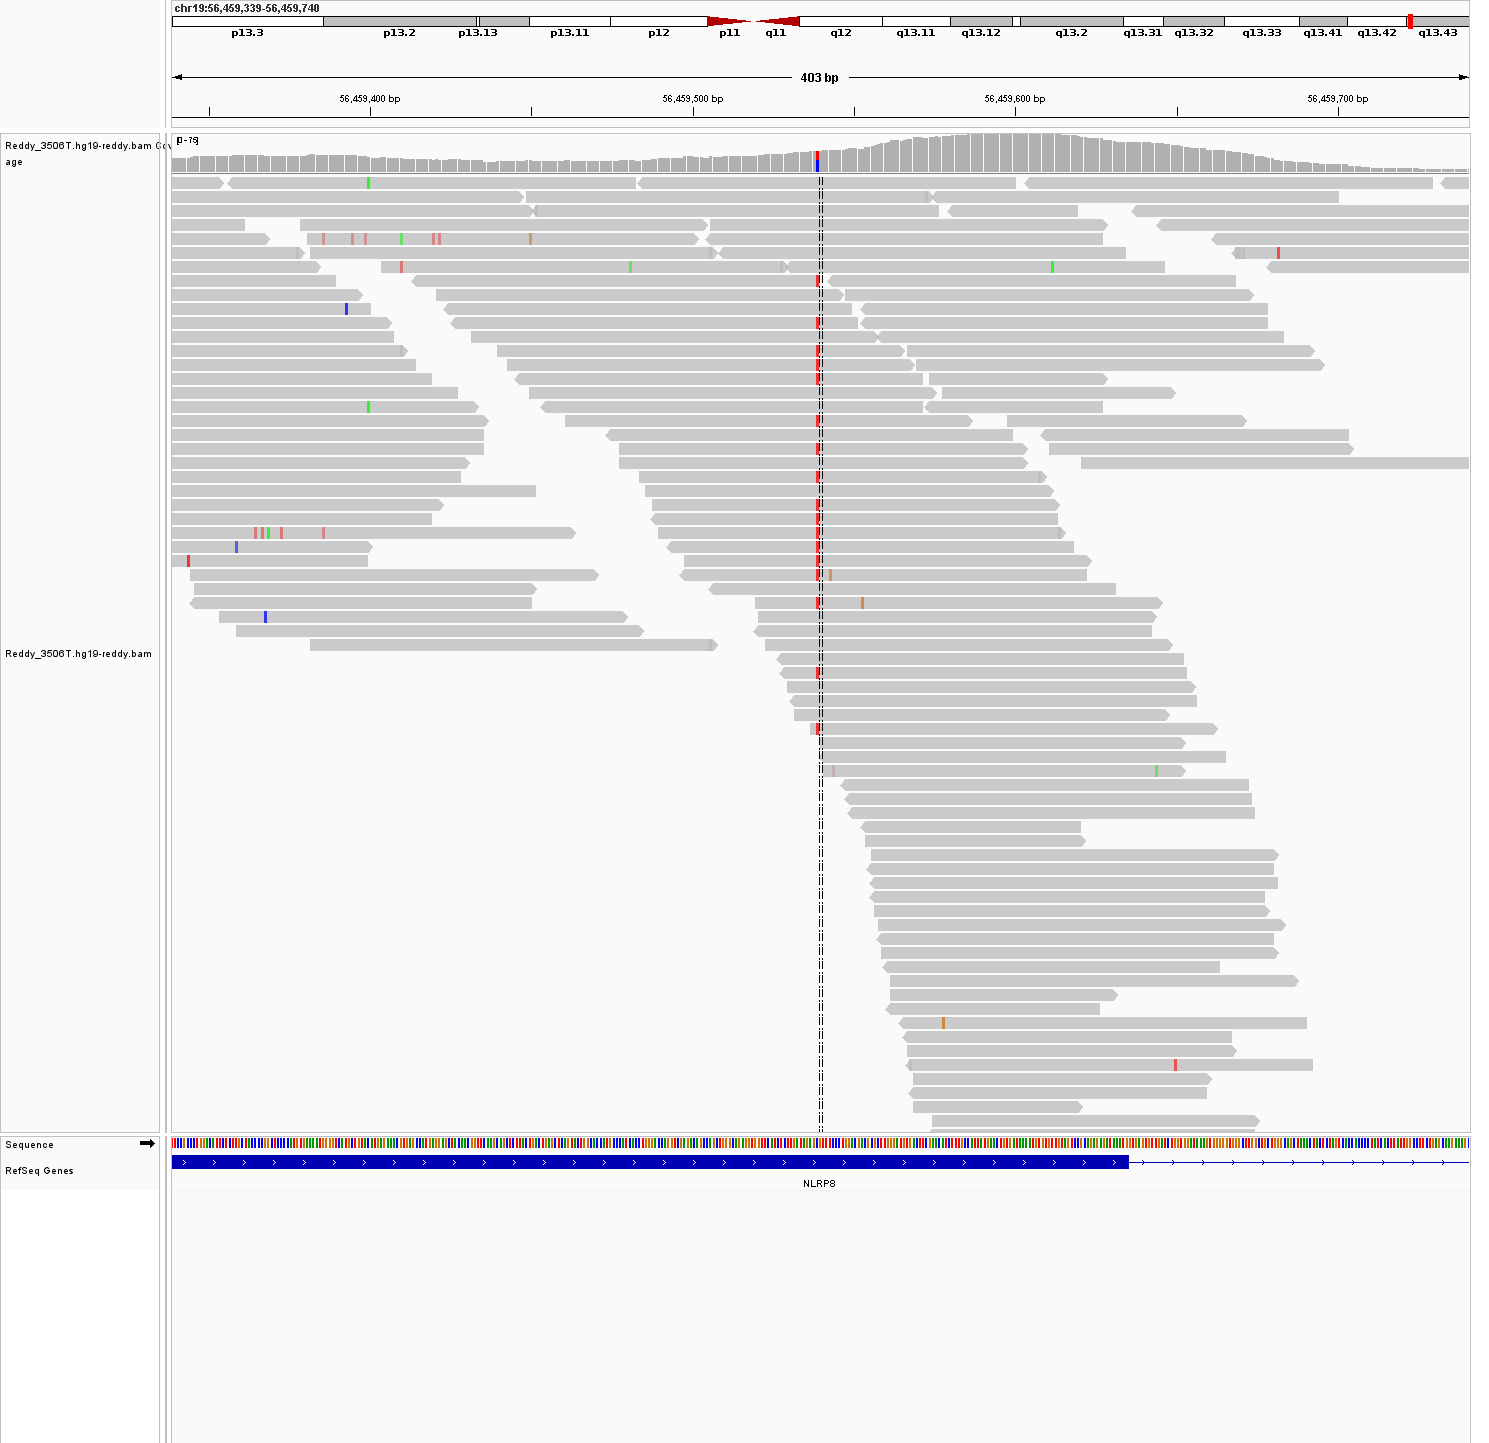 chr19:56,459,339-56,459,740
p13.3 p13.2 p13.13 p13.11 p12 p11 q11 q12 q13.11 q13.12 q13.2 q13.31 q13.32 q13.33 q13.41 q13.42 q13.43
403 bp
56,459,400 bp 56,459,500 bp 56,459,600 bp 56,459,700 bp
[0-79]
Reddy_3506T.hg19-reddy.bam Cov
age
Reddy_3506T.hg19-reddy.bam
Sequence
RefSeq Genes
NLRP8